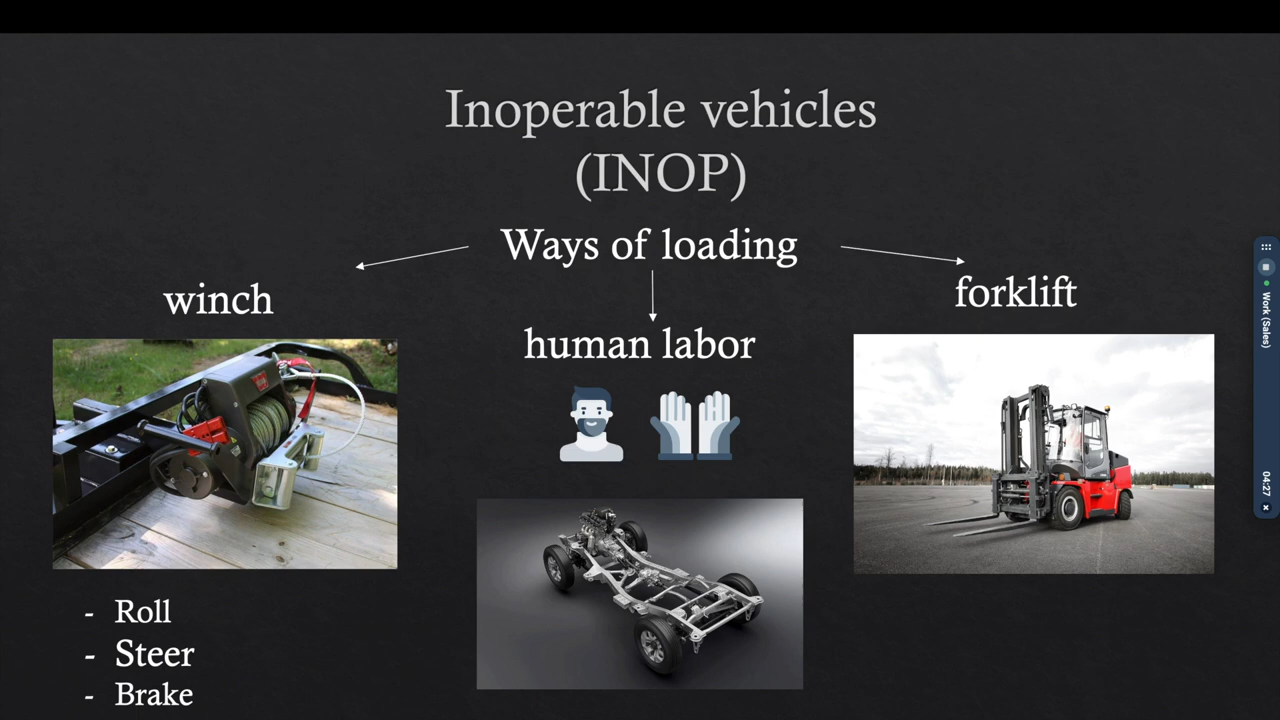 Inoperable vehicles
(INOP)
Ways of loading
winch
human labor
forklift
- Roll
- Steer
- Brake
Work (Sales)
04:27